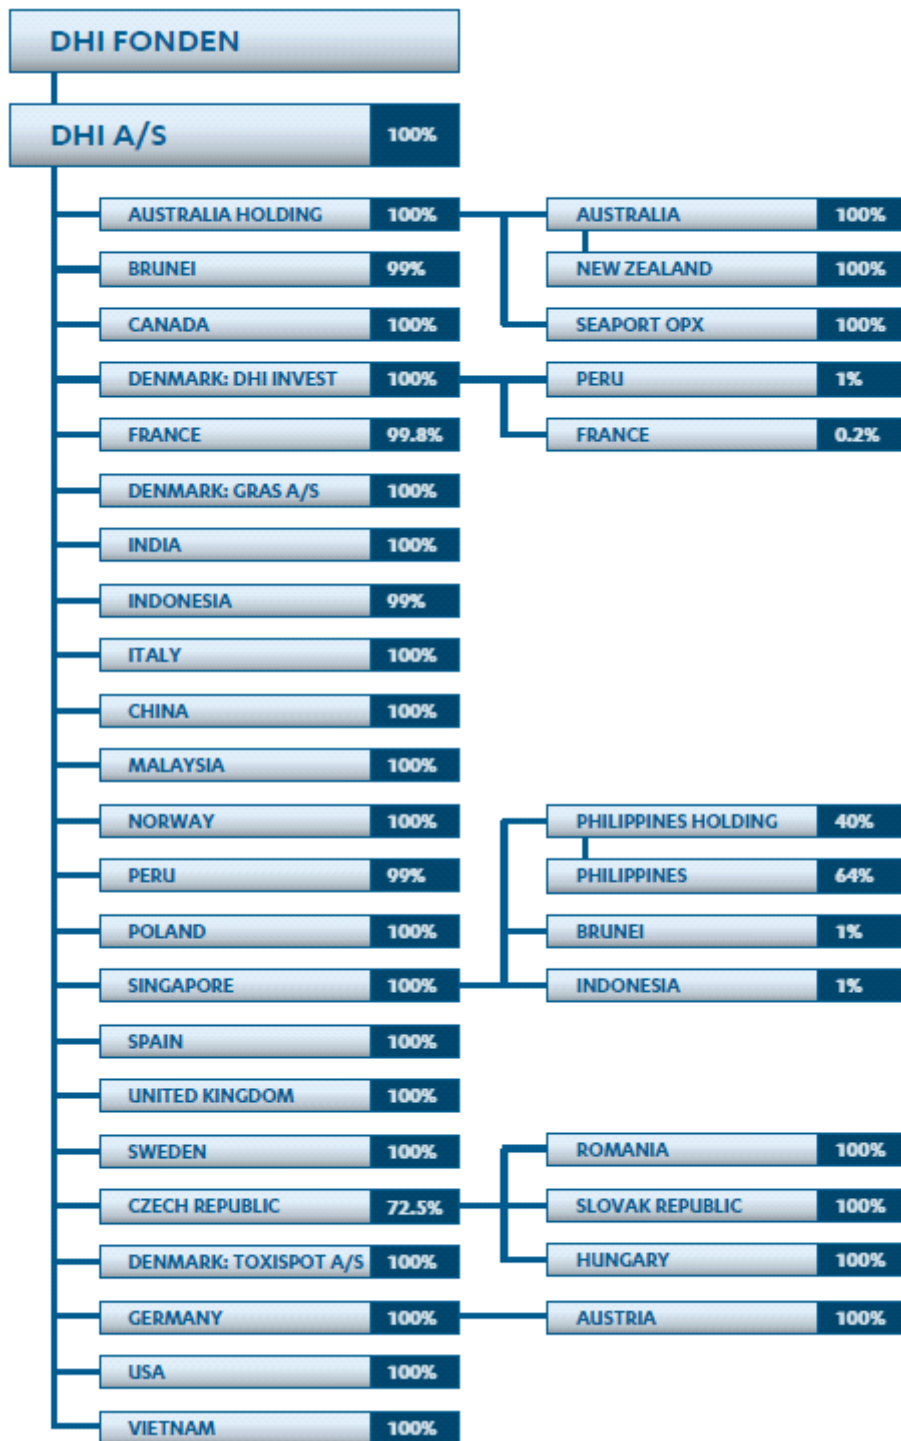 DHI FONDEN
DHI A/S 100%
AUSTRALIA HOLDING 100% AUSTRALIA 100%
BRUNEI 99% NEW ZEALAND 100%
CANADA 100% SEAPORT OPX 100%
DENMARK: DHI INVEST 100% PERU 1%
FRANCE 99.8% FRANCE 0.2%
DENMARK: GRAS A/S 100%
INDIA 100%
INDONESIA 99%
ITALY 100%
CHINA 100%
MALAYSIA 100%
NORWAY 100% PHILIPPINES HOLDING 40%
PERU 99% PHILIPPINES 64%
POLAND 100% BRUNEI 1%
SINGAPORE 100% INDONESIA 1%
SPAIN 100%
UNITED KINGDOM 100%
SWEDEN 100% ROMANIA 100%
CZECH REPUBLIC 72.5% SLOVAK REPUBLIC 100%
DENMARK: TOXISPOT A/S 100% HUNGARY 100%
GERMANY 100% AUSTRIA 100%
USA 100%
VIETNAM 100%